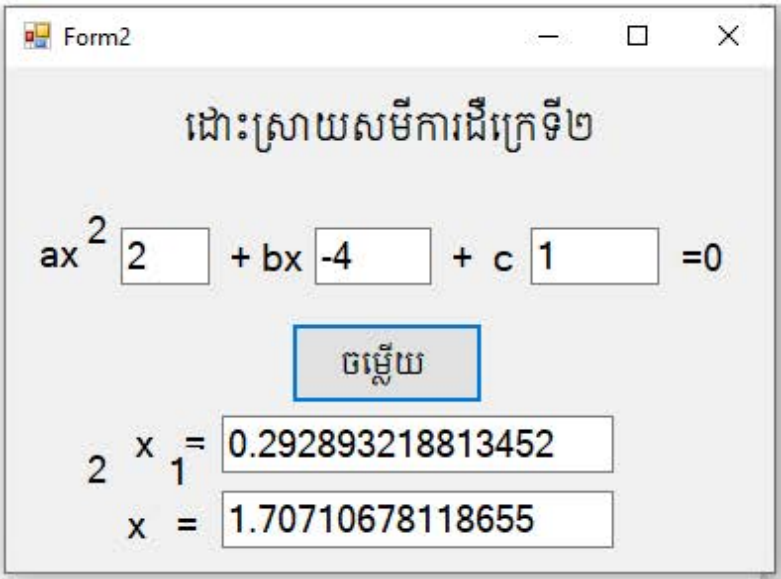 Form2
ដោះស្រាយសមីការដឺក្រេទី២
ax 2 2 + bx -4 + c 1 =0
ចម្លើយ
x 1 = 0.292893218813452
2 x = 1.70710678118655